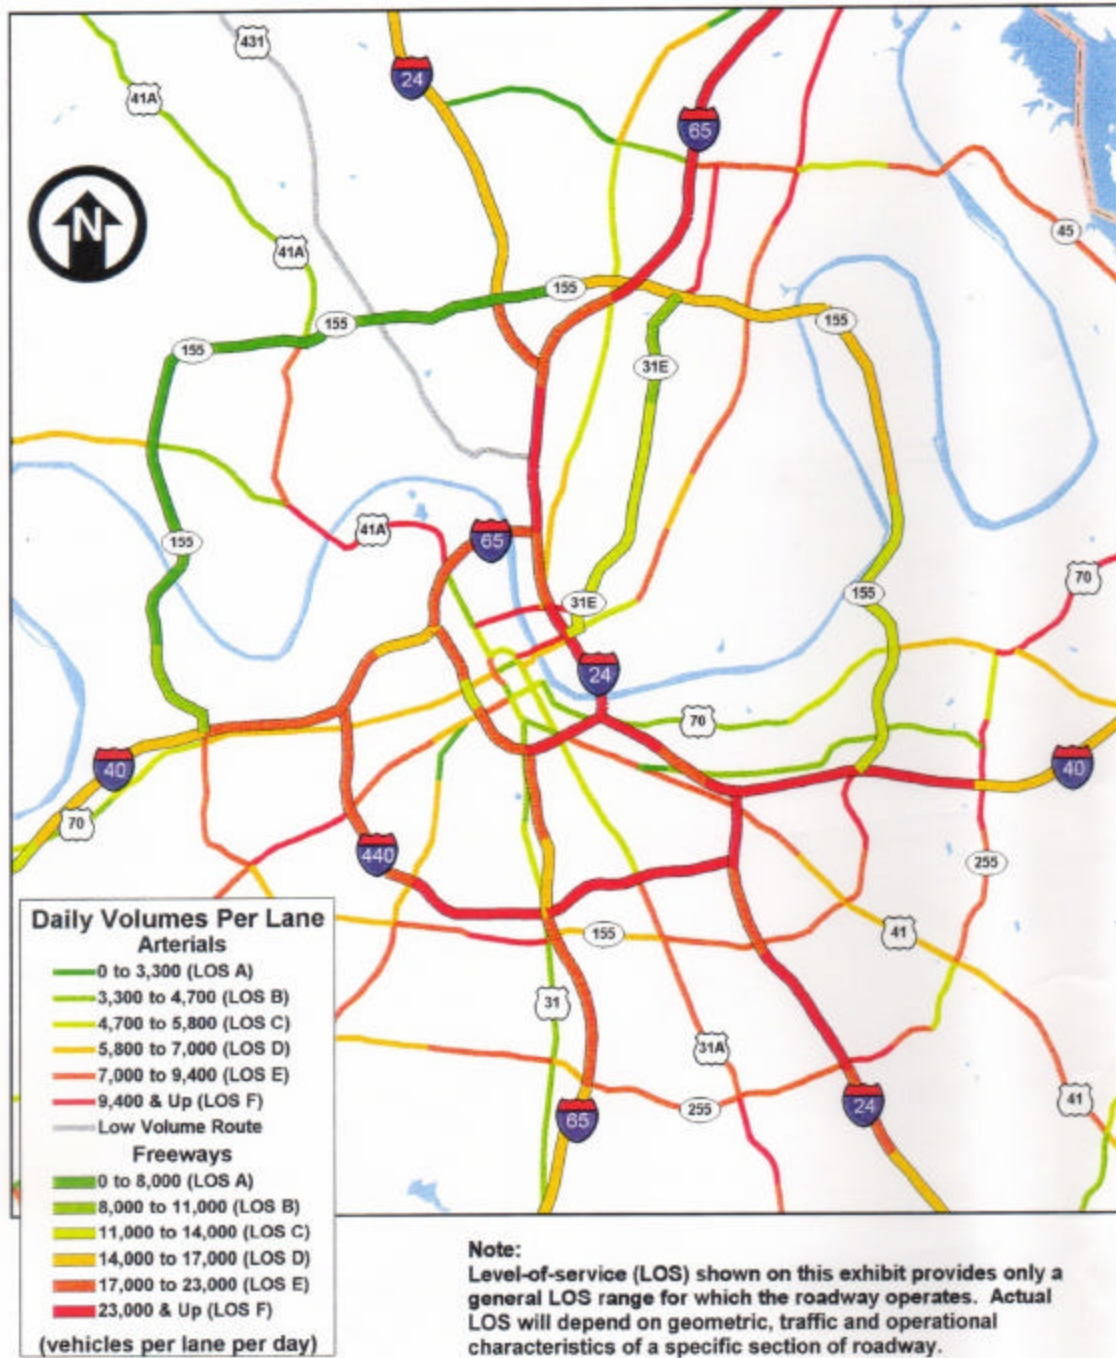 431
24
41A
65
N
41A
45
155
155
155
155
31E
155
41A
65
70
155
31E
24
70
40
40
70
440
255
155
41
31
31A
24
41
65
255
Daily Volumes Per Lane
Arterials
0 to 3,300 (LOS A)
3,300 to 4,700 (LOS B)
4,700 to 5,800 (LOS C)
5,800 to 7,000 (LOS D)
7,000 to 9,400 (LOS E)
9,400 & Up (LOS F)
Low Volume Route
Freeways
0 to 8,000 (LOS A)
8,000 to 11,000 (LOS B)
11,000 to 14,000 (LOS C)
14,000 to 17,000 (LOS D)
17,000 to 23,000 (LOS E)
23,000 & Up (LOS F)
(vehicles per lane per day)
Note:
Level-of-service (LOS) shown on this exhibit provides only a
general LOS range for which the roadway operates. Actual
LOS will depend on geometric, traffic and operational
characteristics of a specific section of roadway.